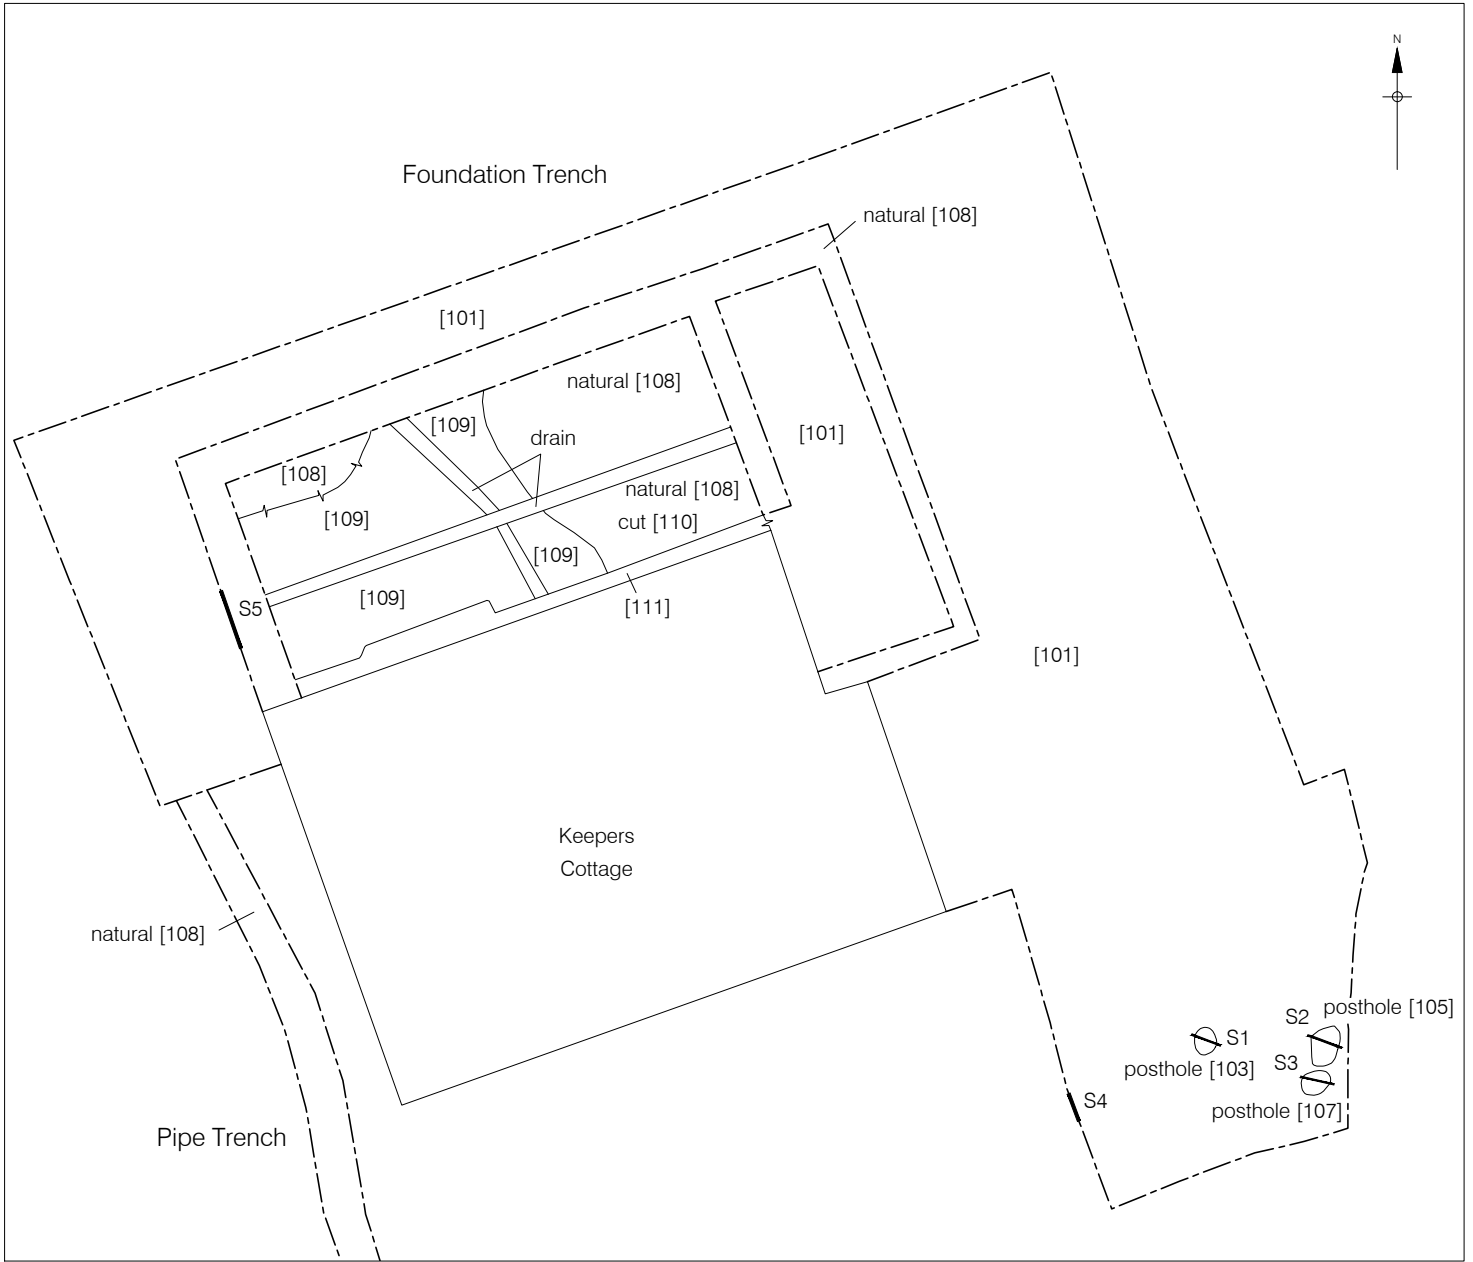 N
Foundation Trench
natural [108]
[101]
natural [108]
[109]
[101]
drain
[108]
natural [108]
[109]
cut [110]
[109]
[109]
S5
[111]
[101]
Keepers
Cottage
natural [108]
posthole [105]
S2
S1
S3
posthole [103]
S4
posthole [107]
Pipe Trench